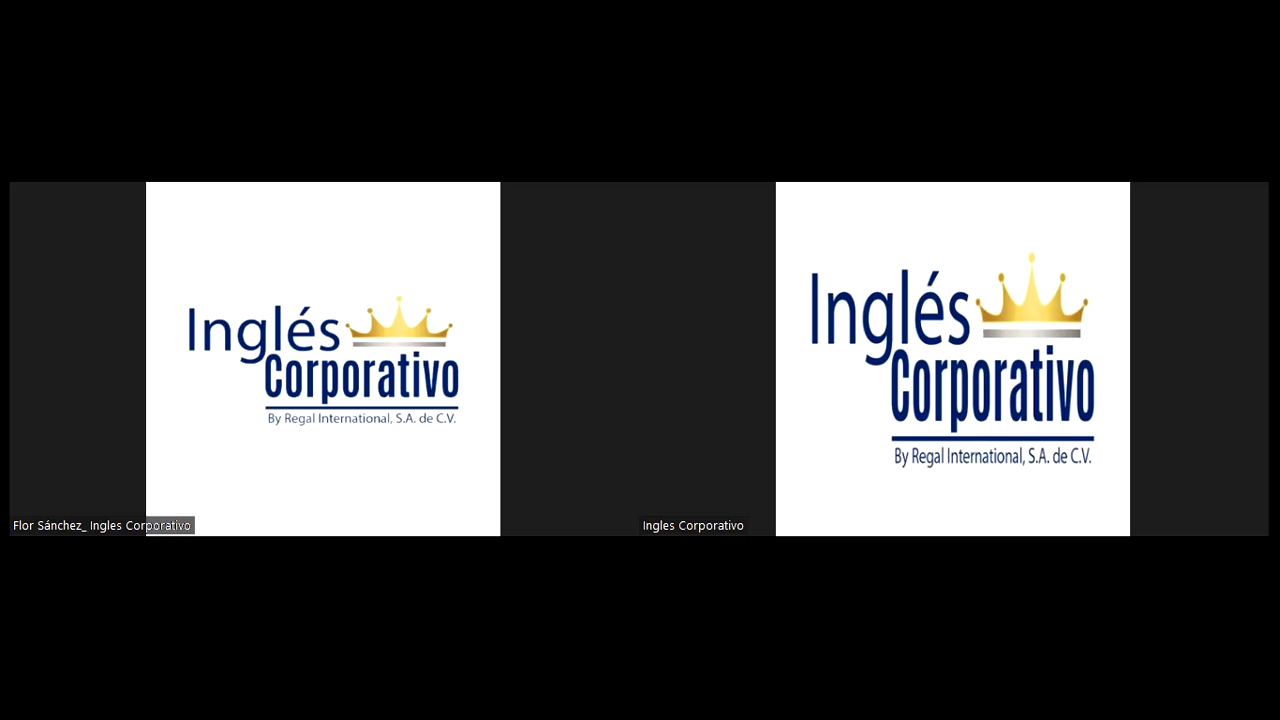 Inglés
Corporativo
By Regal International, S.A. de C.V.
Flor Sánchez_ Ingles Corporativo
Inglés
Corporativo
By Regal International, S.A. de C.V.
Ingles Corporativo